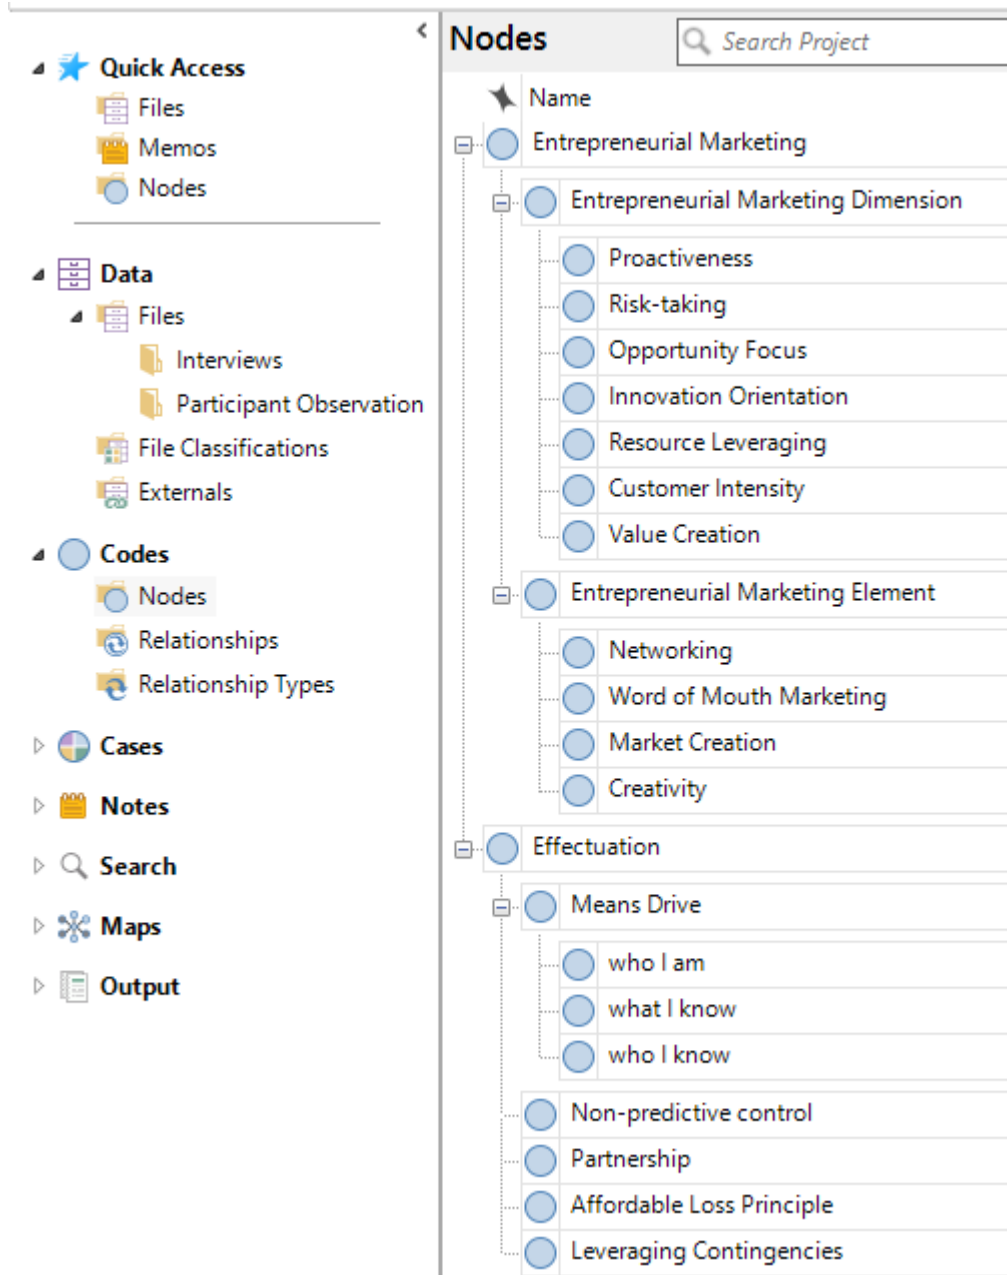 Quick Access
Files
Memos
Nodes
Data
Files
Interviews
Participant Observation
File Classifications
Externals
Codes
Nodes
Relationships
Relationship Types
Cases
Notes
Search
Maps
Output
Nodes
Search Project
Name
Entrepreneurial Marketing
Entrepreneurial Marketing Dimension
Proactiveness
Risk-taking
Opportunity Focus
Innovation Orientation
Resource Leveraging
Customer Intensity
Value Creation
Entrepreneurial Marketing Element
Networking
Word of Mouth Marketing
Market Creation
Creativity
Effectuation
Means Drive
who I am
what I know
who I know
Non-predictive control
Partnership
Affordable Loss Principle
Leveraging Contingencies